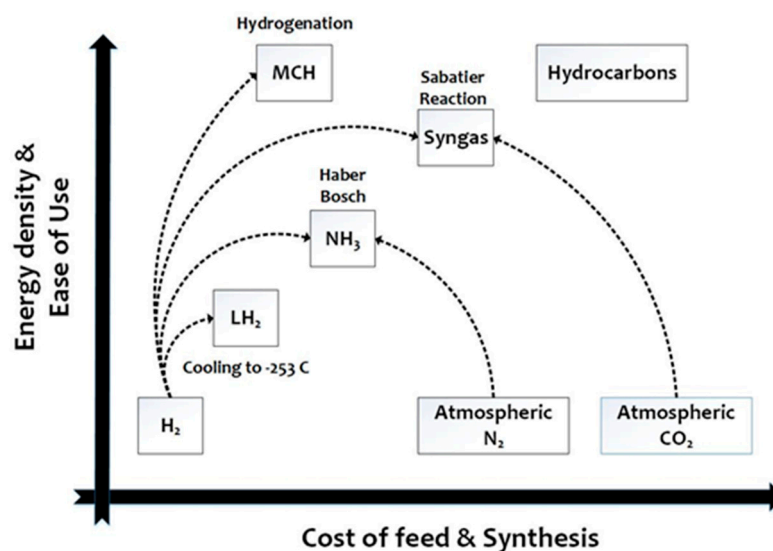 Hydrogenation
MCH
Hydrocarbons
Sabatier
Reaction
Syngas
Haber
Bosch
NH₃
LH₂
Cooling to -253 C
H₂
Atmospheric
N₂
Atmospheric
CO₂
Energy density &
Ease of Use
Cost of feed & Synthesis